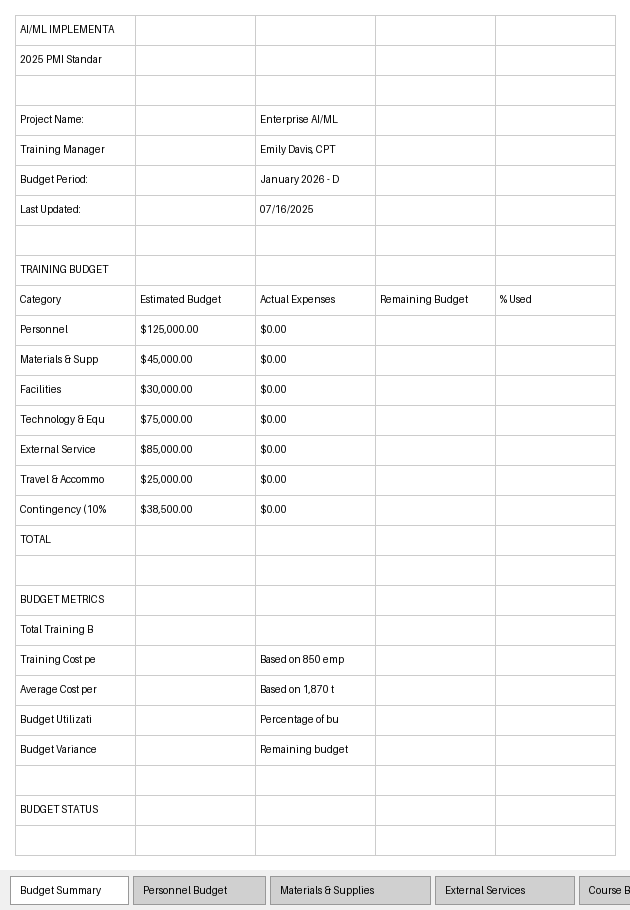 AI/ML IMPLEMENTA
2025 PMI Standar
Project Name: Enterprise AI/ML
Training Manager Emily Davis, CPT
Budget Period: January 2026 - D
Last Updated: 07/16/2025
TRAINING BUDGET
Category Estimated Budget Actual Expenses Remaining Budget % Used
Personnel $125,000.00 $0.00
Materials & Supp $45,000.00 $0.00
Facilities $30,000.00 $0.00
Technology & Equ $75,000.00 $0.00
External Service $85,000.00 $0.00
Travel & Accommo $25,000.00 $0.00
Contingency (10% $38,500.00 $0.00
TOTAL
BUDGET METRICS
Total Training B
Training Cost pe Based on 850 emp
Average Cost per Based on 1,870 t
Budget Utilizati Percentage of bu
Budget Variance Remaining budget
BUDGET STATUS
Budget Summary Personnel Budget Materials & Supplies External Services Course B